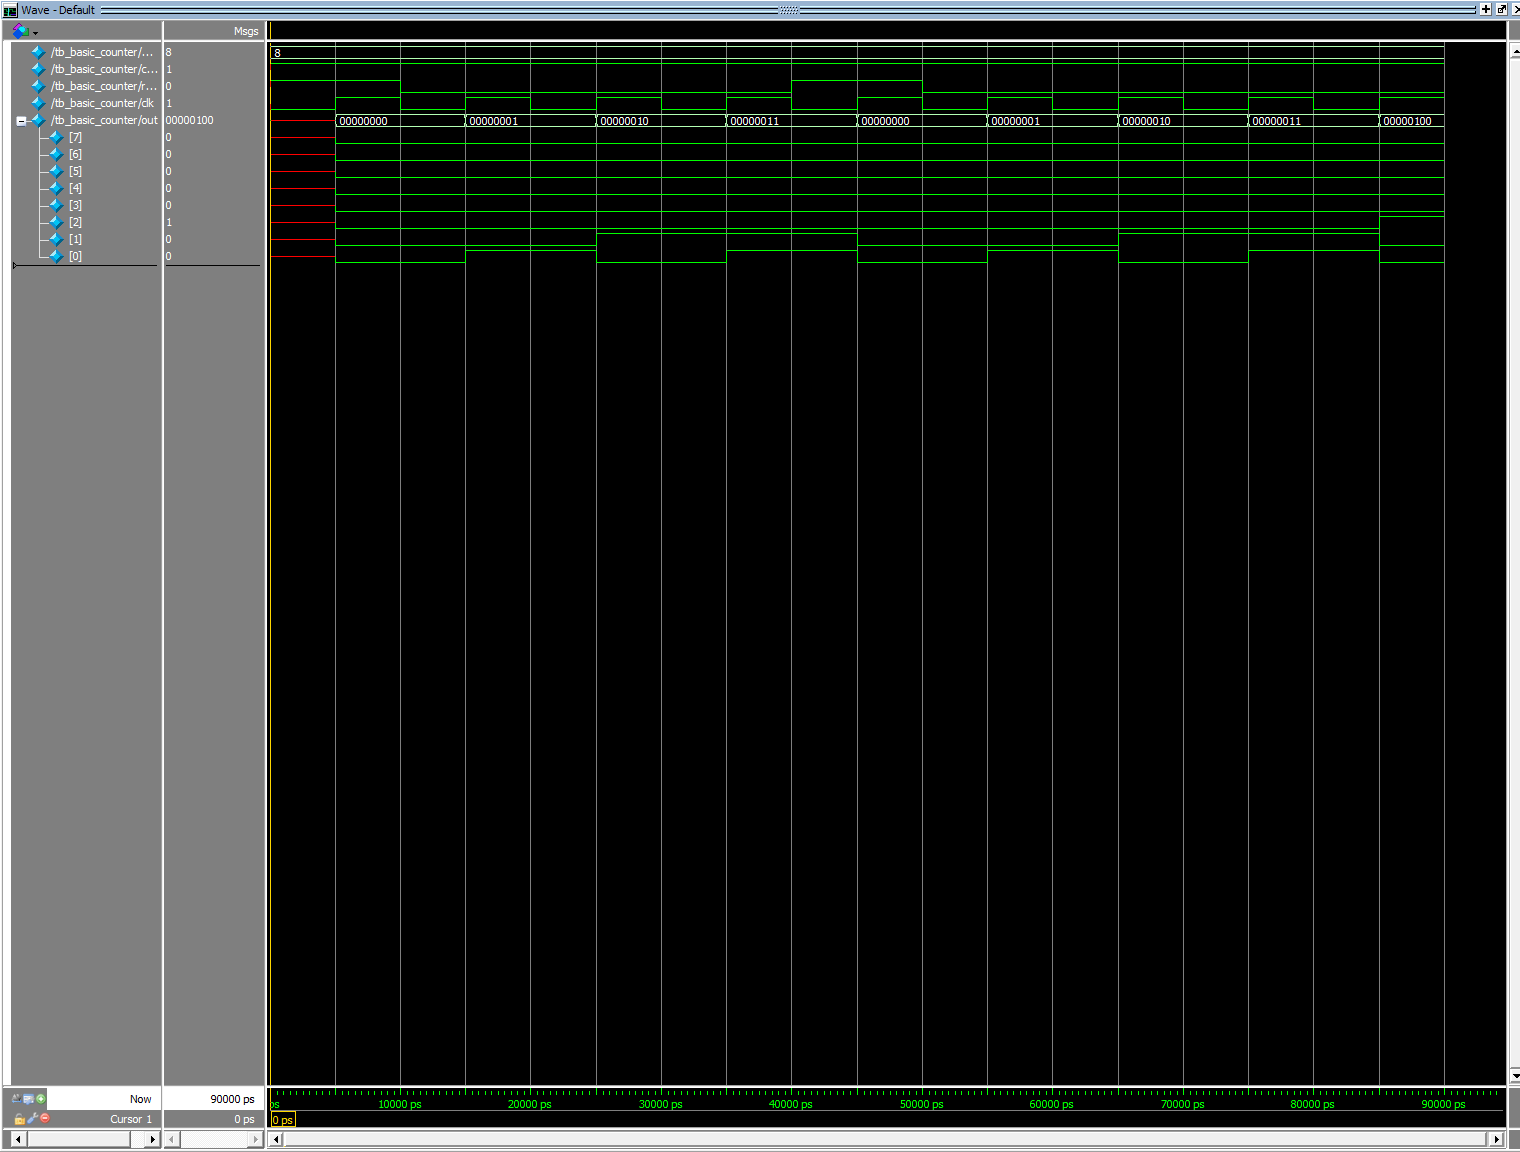 Wave - Default
Msgs
/tb_basic_counter/... 8 8
/tb_basic_counter/c... 1
/tb_basic_counter/r... 0
/tb_basic_counter/clk 1
/tb_basic_counter/out 00000100 00000000 00000001 00000010 00000011 00000000 00000001 00000010 00000011 00000100
[7] 0
[6] 0
[5] 0
[4] 0
[3] 0
[2] 1
[1] 0
[0] 0
Now 90000 ps ps 10000 ps 20000 ps 30000 ps 40000 ps 50000 ps 60000 ps 70000 ps 80000 ps 90000 ps
Cursor 1 0 ps 0 ps